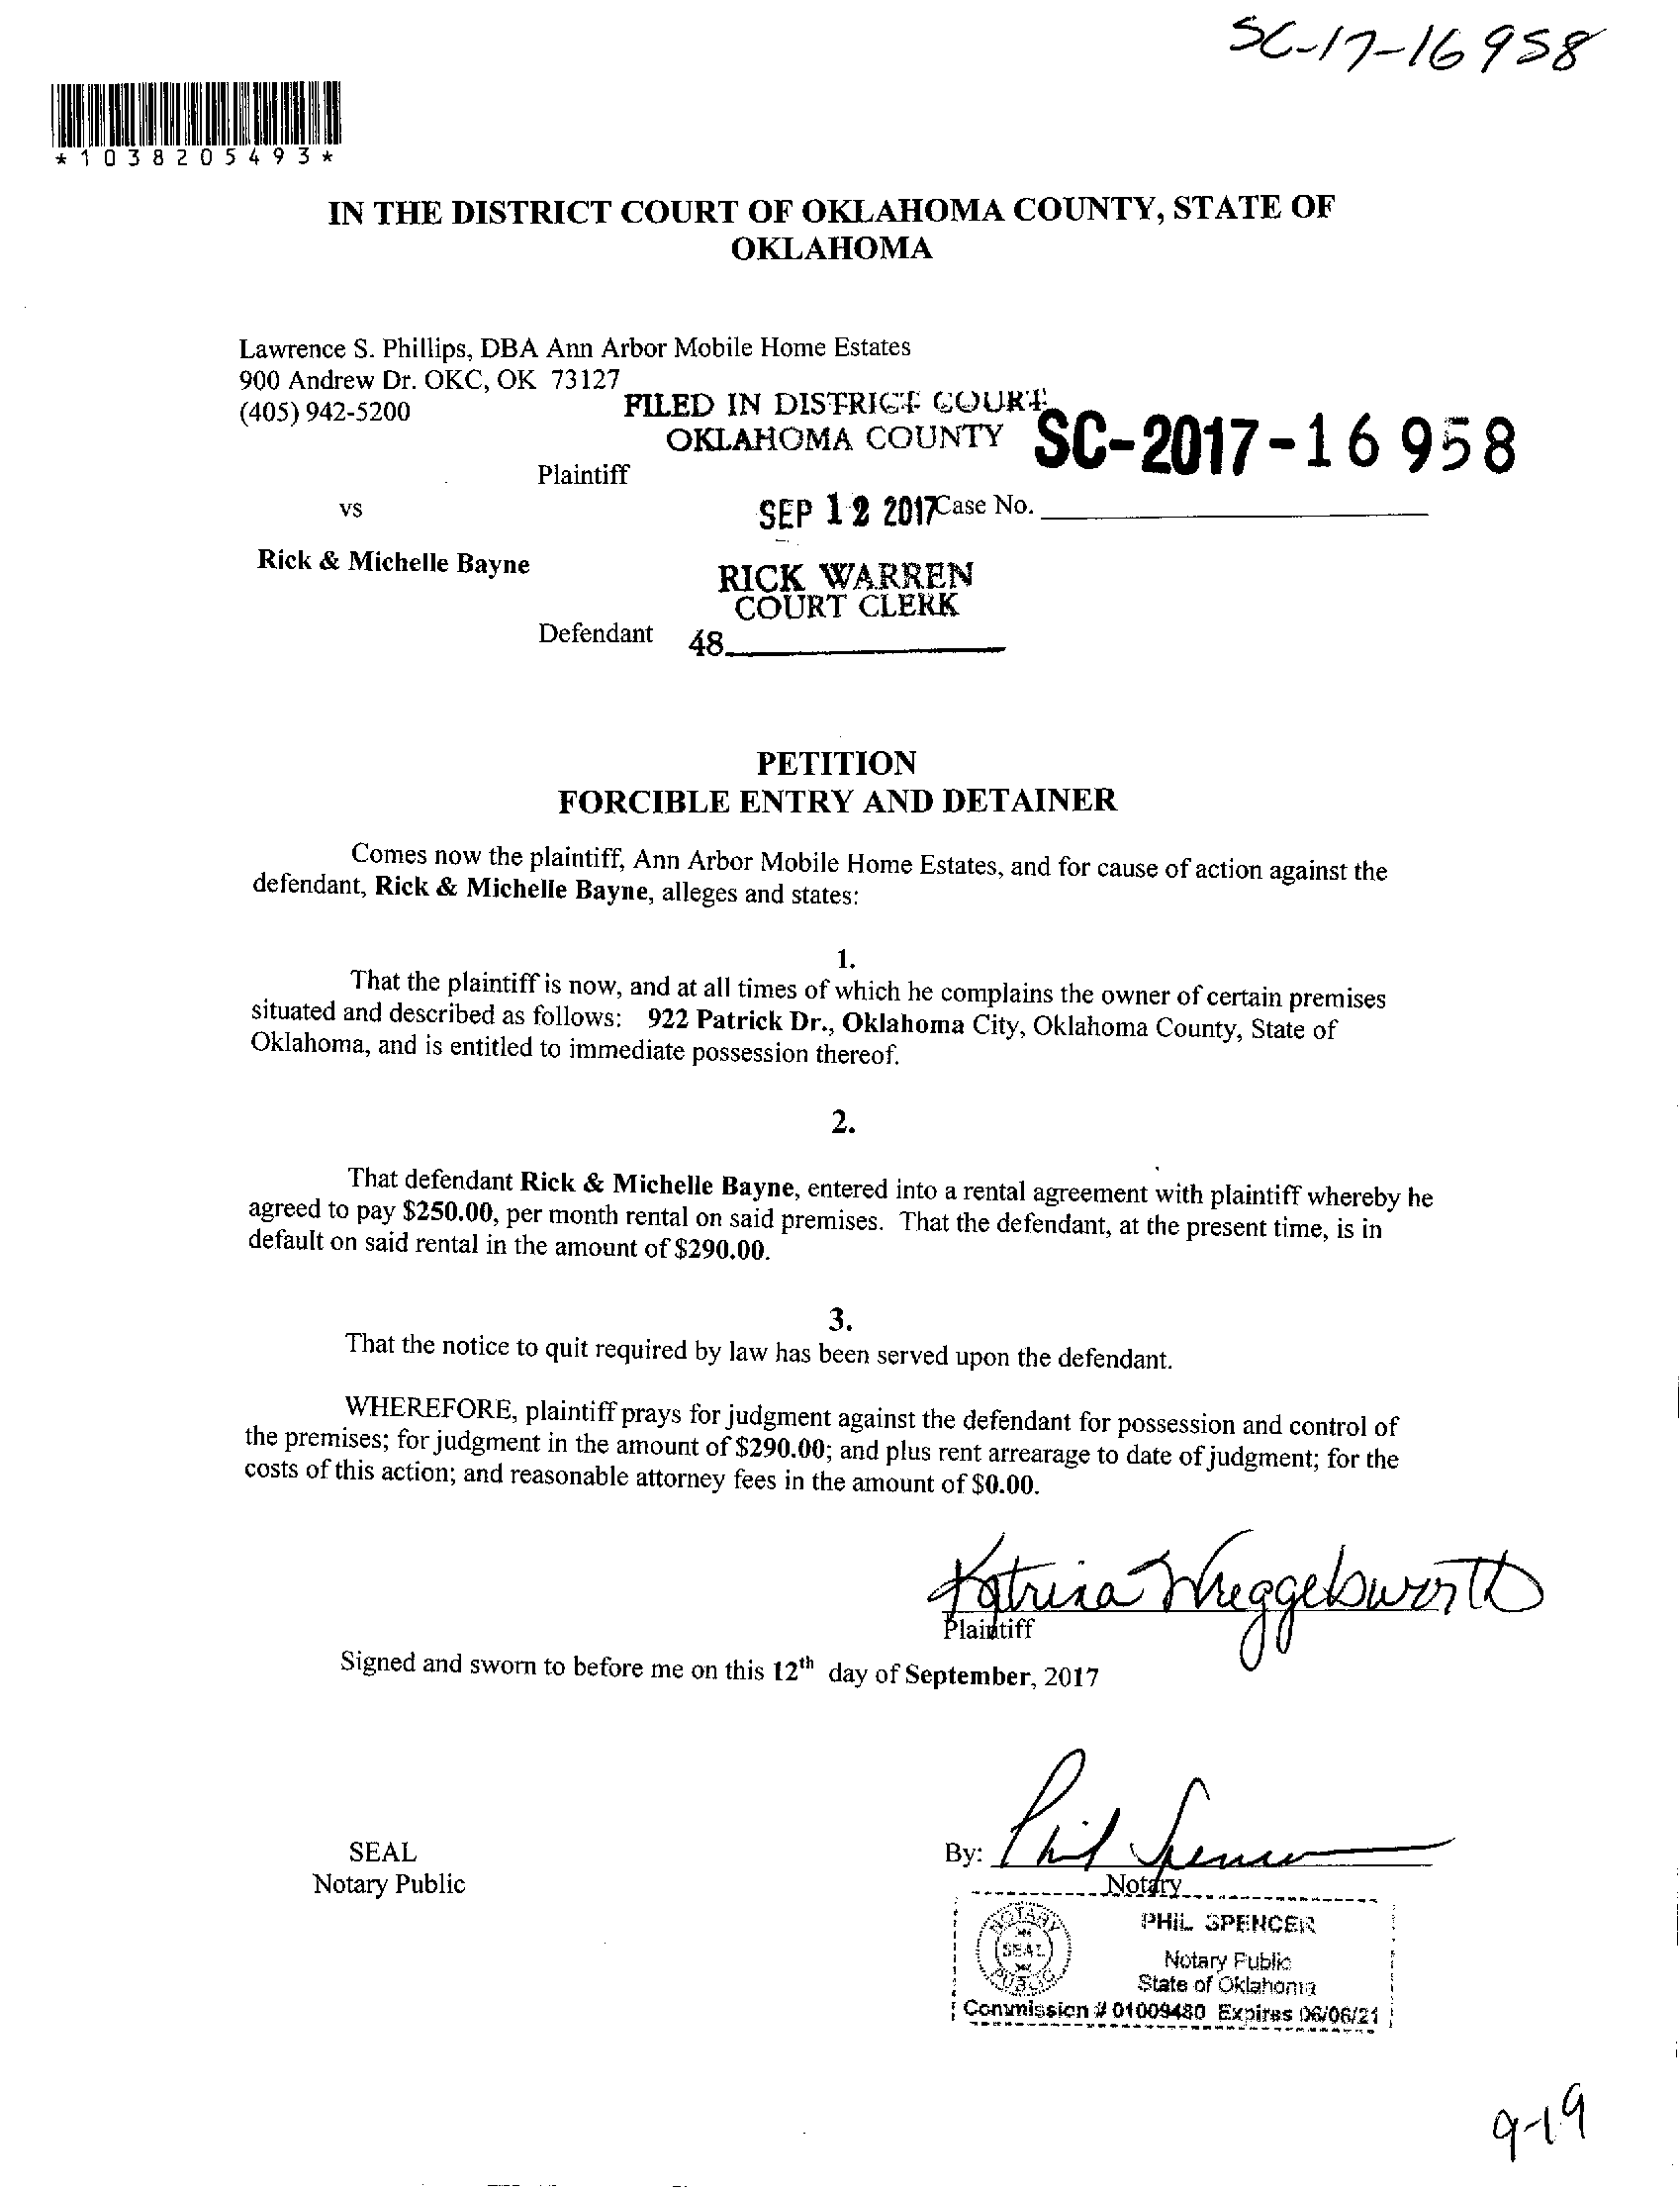 SC-17-16958
*1038205493*
IN THE DISTRICT COURT OF OKLAHOMA COUNTY, STATE OF
OKLAHOMA
Lawrence S. Phillips, DBA Ann Arbor Mobile Home Estates
900 Andrew Dr. OKC, OK 73127
(405) 942-5200
FILED IN DISTRICT COURT
OKLAHOMA COUNTY
SC-2017-16958
Plaintiff
vs
SEP 12 2017
Case No.
Rick & Michelle Bayne
RICK WARREN
COURT CLERK
Defendant
48
PETITION
FORCIBLE ENTRY AND DETAINER
Comes now the plaintiff, Ann Arbor Mobile Home Estates, and for cause of action against the
defendant, Rick & Michelle Bayne, alleges and states:
1.
That the plaintiff is now, and at all times of which he complains the owner of certain premises
situated and described as follows: 922 Patrick Dr., Oklahoma City, Oklahoma County, State of
Oklahoma, and is entitled to immediate possession thereof.
2.
That defendant Rick & Michelle Bayne, entered into a rental agreement with plaintiff whereby he
agreed to pay $250.00, per month rental on said premises. That the defendant, at the present time, is in
default on said rental in the amount of $290.00.
3.
That the notice to quit required by law has been served upon the defendant.
WHEREFORE, plaintiff prays for judgment against the defendant for possession and control of
the premises; for judgment in the amount of $290.00; and plus rent arrearage to date of judgment; for the
costs of this action; and reasonable attorney fees in the amount of $0.00.
Katrina Wreggelsworth
Plaintiff
Signed and sworn to before me on this 12th day of September, 2017
SEAL
Notary Public
By: Phil Spencer
Notary
NOTARY
SEAL
PUBLIC
PHIL SPENCER
Notary Public
State of Oklahoma
Commission # 01009480 Expires 06/06/21
9-19